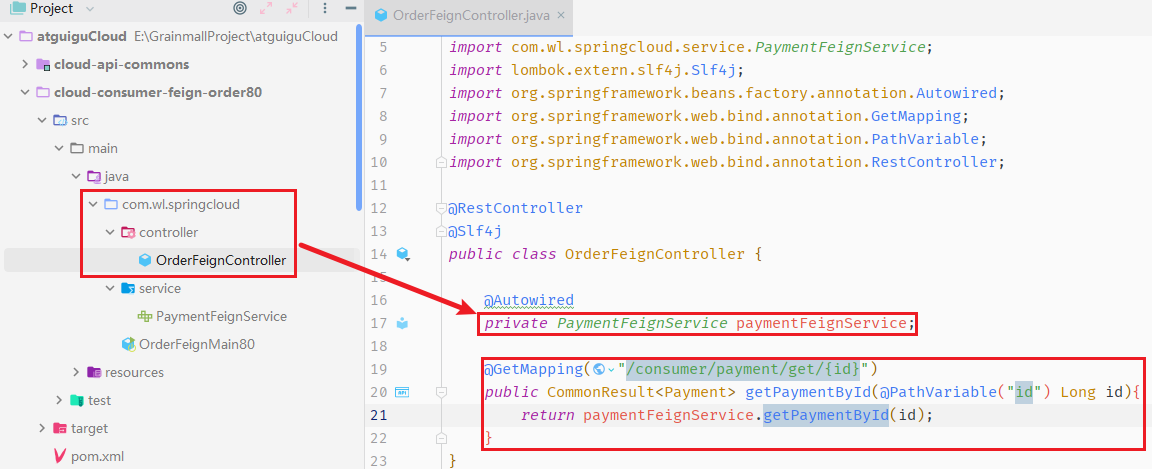 Project
atguiguCloud E:\GrainmallProject\atguiguCloud
cloud-api-commons
cloud-consumer-feign-order80
src
main
java
com.wl.springcloud
controller
OrderFeignController
service
PaymentFeignService
OrderFeignMain80
resources
test
target
pom.xml
OrderFeignController.java
5 import com.wl.springcloud.service.PaymentFeignService;
6 import lombok.extern.slf4j.Slf4j;
7 import org.springframework.beans.factory.annotation.Autowired;
8 import org.springframework.web.bind.annotation.GetMapping;
9 import org.springframework.web.bind.annotation.PathVariable;
10 import org.springframework.web.bind.annotation.RestController;
11
12 @RestController
13 @Slf4j
14 public class OrderFeignController {
15
16 @Autowired
17 private PaymentFeignService paymentFeignService;
18
19 @GetMapping("/consumer/payment/get/{id}")
20 public CommonResult<Payment> getPaymentById(@PathVariable("id") Long id){
21 return paymentFeignService.getPaymentById(id);
22 }
23 }